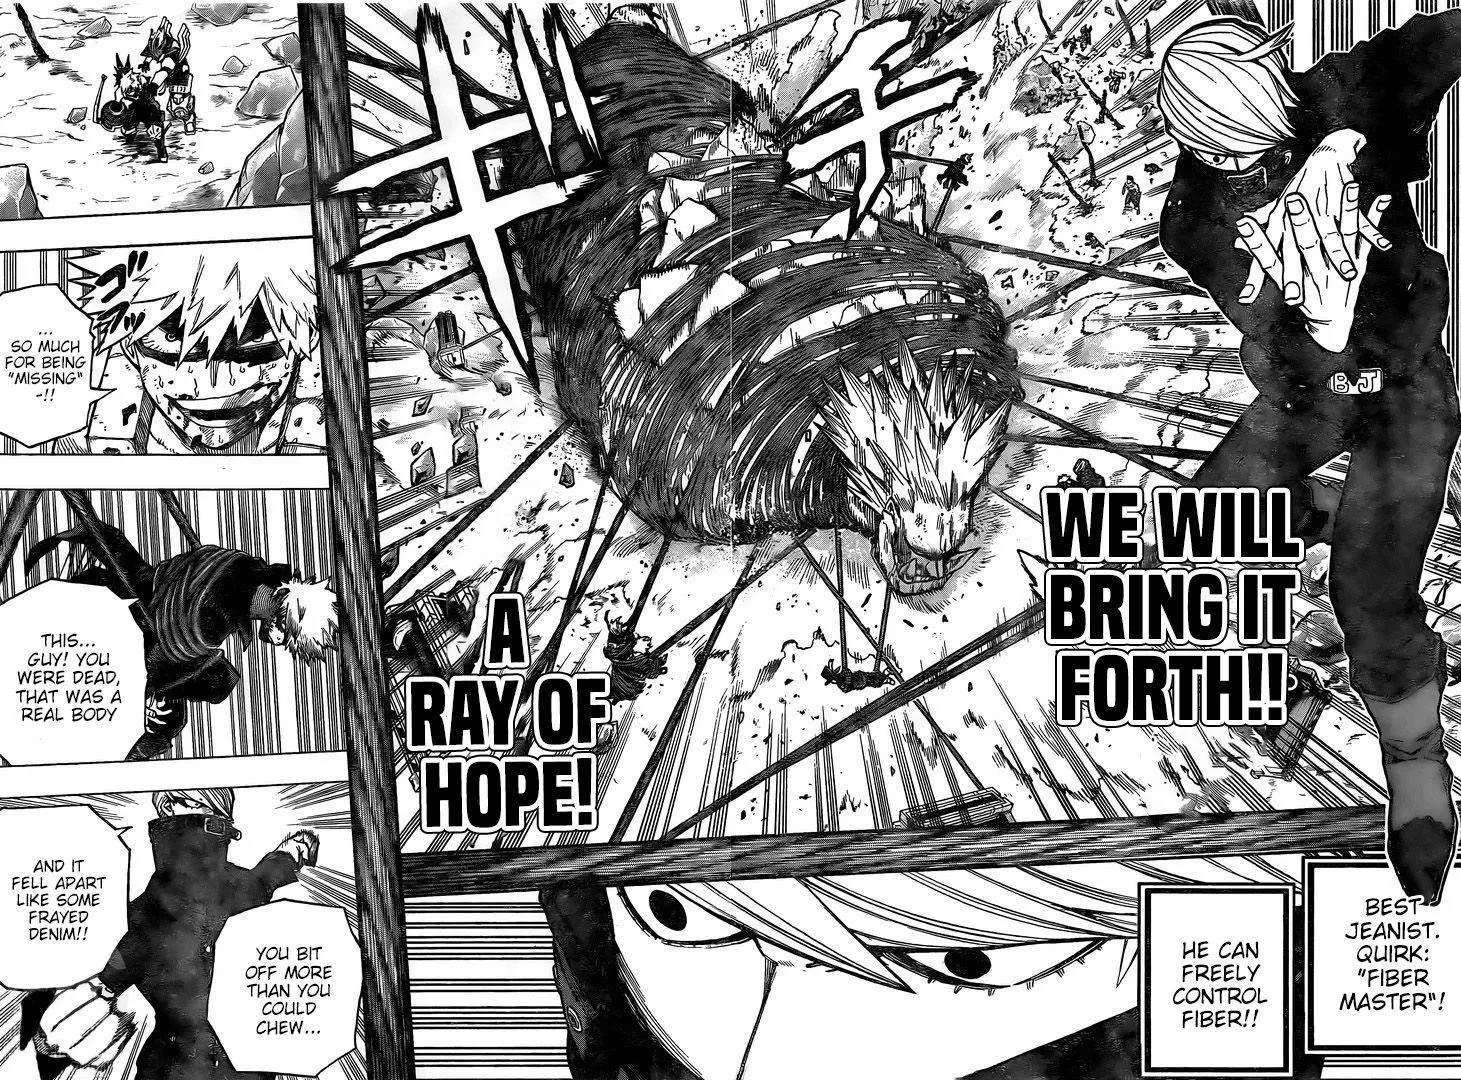 WE WILL
BRING IT
FORTH!!
A
RAY OF
HOPE!
BJ
BEST
JEANIST.
QUIRK:
"FIBER
MASTER"!
HE CAN
FREELY
CONTROL
FIBER!!
...
SO MUCH
FOR BEING
"MISSING"
-!!
THIS...
GUY! YOU
WERE DEAD,
THAT WAS A
REAL BODY
AND IT
FELL APART
LIKE SOME
FRAYED
DENIM!!
YOU BIT
OFF MORE
THAN YOU
COULD
CHEW...